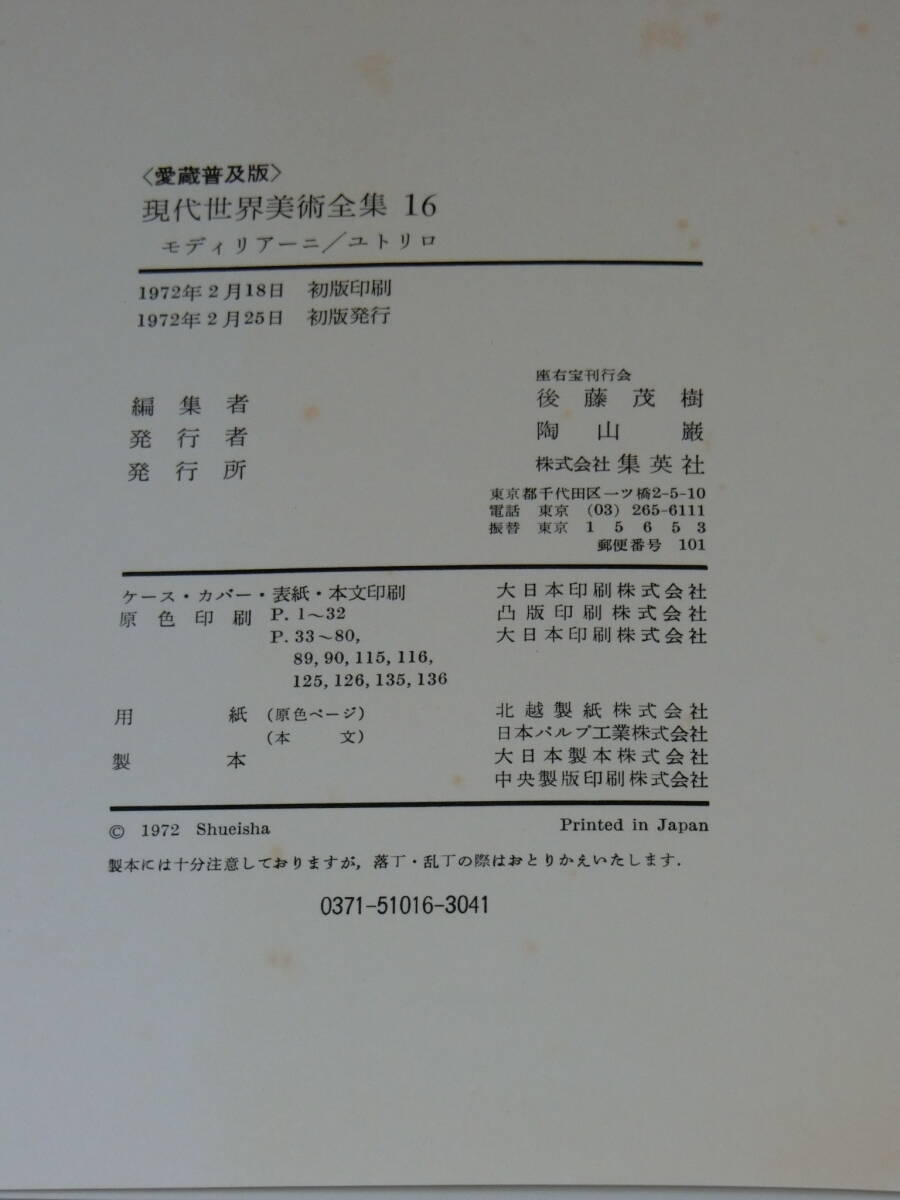 〈愛蔵普及版〉
現代世界美術全集 16
モディリアーニ/ユトリロ
1972年2月18日 初版印刷
1972年2月25日 初版発行
座右宝刊行会
編集者 後藤茂樹
発行者 陶山巌
発行所 株式会社 集英社
東京都千代田区一ツ橋2-5-10
電話 東京 (03) 265-6111
振替 東京 15653
郵便番号 101
ケース・カバー・表紙・本文印刷 大日本印刷株式会社
原色印刷 P. 1~32 凸版印刷株式会社
P. 33~80, 大日本印刷株式会社
89, 90, 115, 116,
125, 126, 135, 136
用紙 (原色ページ) 北越製紙株式会社
(本文) 日本パルプ工業株式会社
製本 大日本製本株式会社
中央製版印刷株式会社
© 1972 Shueisha Printed in Japan
製本には十分注意しておりますが, 落丁・乱丁の際はおとりかえいたします.
0371-51016-3041